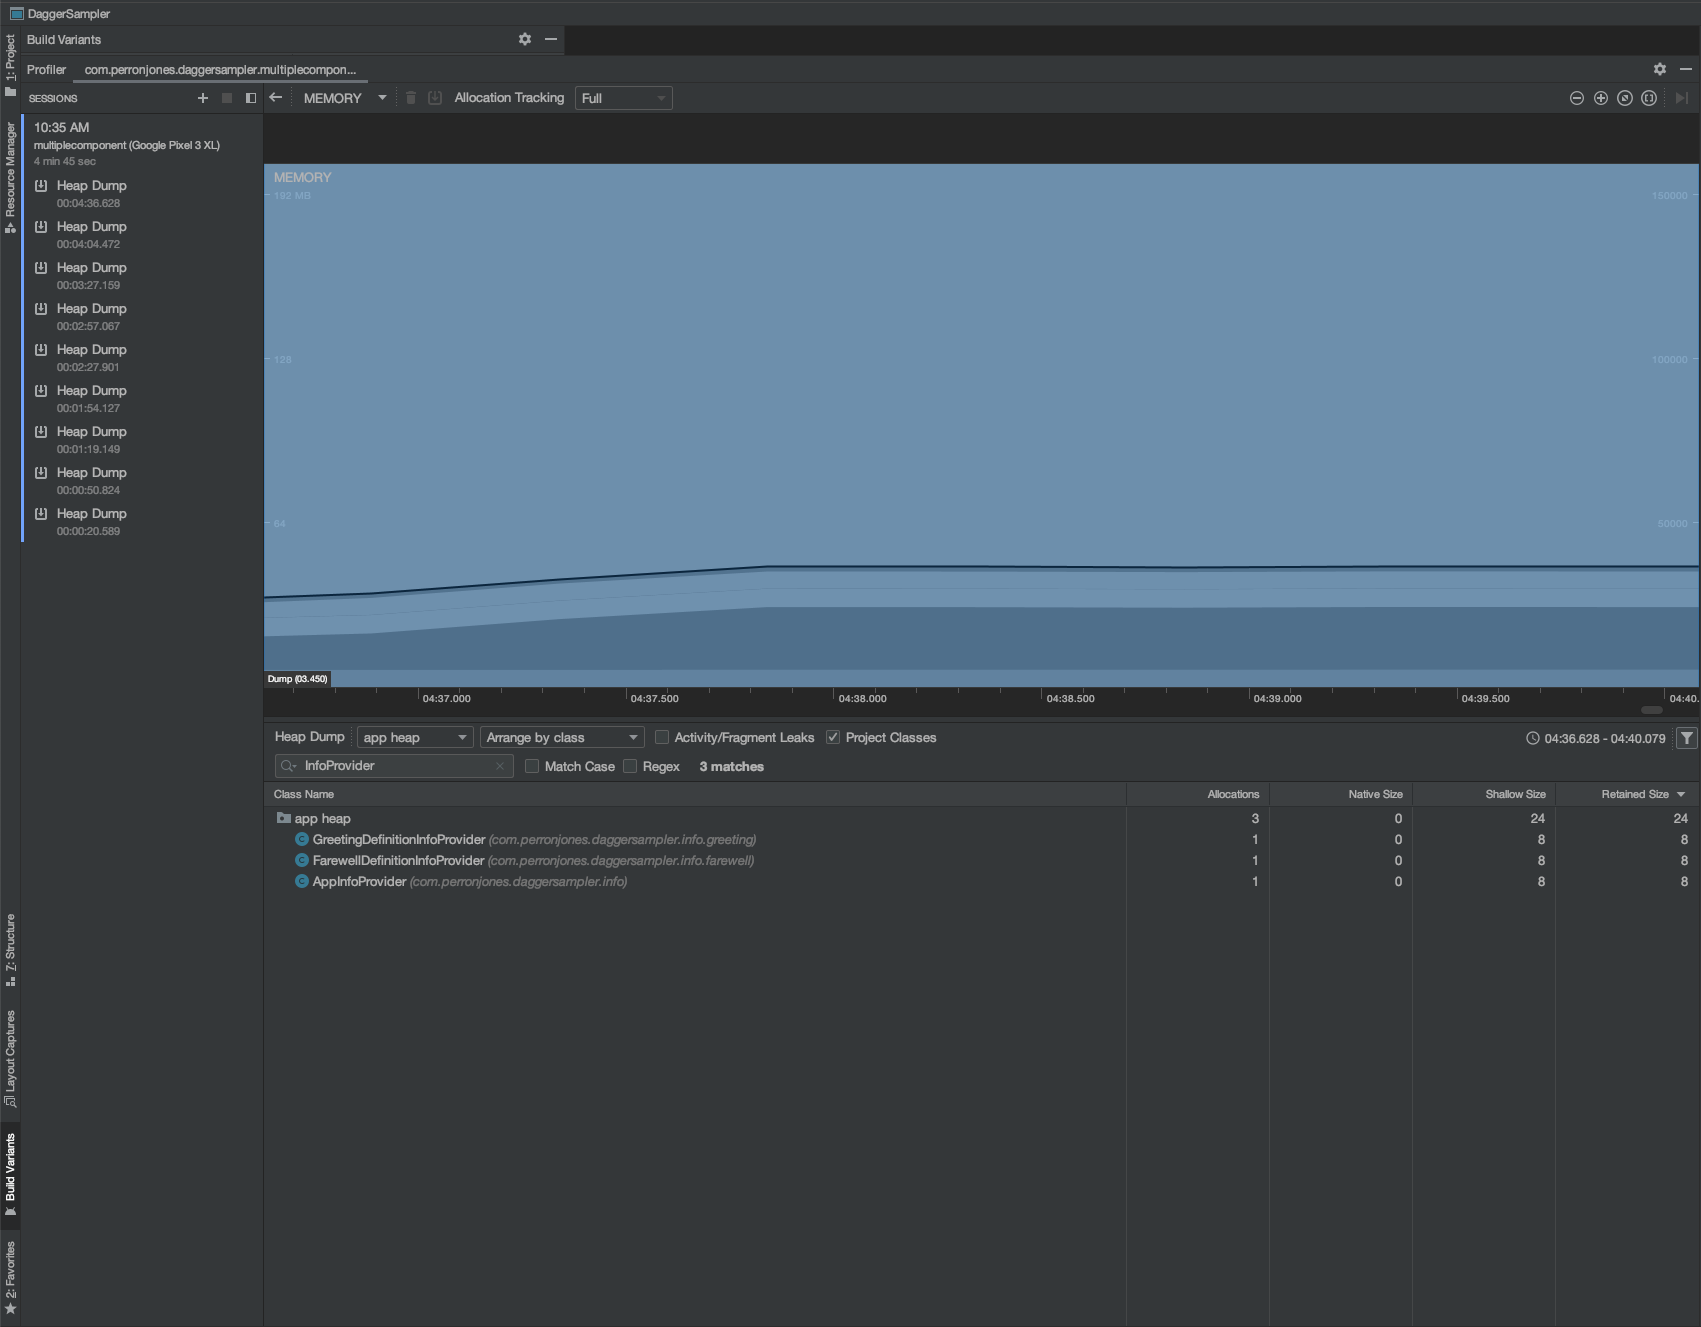 DaggerSampler
Build Variants
Profiler com.perronjones.daggersampler.multiplecompon...
SESSIONS
MEMORY Allocation Tracking Full
10:35 AM
multiplecomponent (Google Pixel 3 XL)
4 min 45 sec
Heap Dump
00:04:36.628
Heap Dump
00:04:04.472
Heap Dump
00:03:27.159
Heap Dump
00:02:57.067
Heap Dump
00:02:27.901
Heap Dump
00:01:54.127
Heap Dump
00:01:19.149
Heap Dump
00:00:50.824
Heap Dump
00:00:20.589
1: Project
Resource Manager
Z: Structure
Layout Captures
Build Variants
2: Favorites
MEMORY
192 MB 150000
128 100000
64 50000
Dump (03.450)
04:37.000 04:37.500 04:38.000 04:38.500 04:39.000 04:39.500 04:40.
Heap Dump app heap Arrange by class Activity/Fragment Leaks Project Classes 04:36.628 - 04:40.079
InfoProvider Match Case Regex 3 matches
Class Name Allocations Native Size Shallow Size Retained Size
app heap 3 0 24 24
GreetingDefinitionInfoProvider (com.perronjones.daggersampler.info.greeting) 1 0 8 8
FarewellDefinitionInfoProvider (com.perronjones.daggersampler.info.farewell) 1 0 8 8
AppInfoProvider (com.perronjones.daggersampler.info) 1 0 8 8